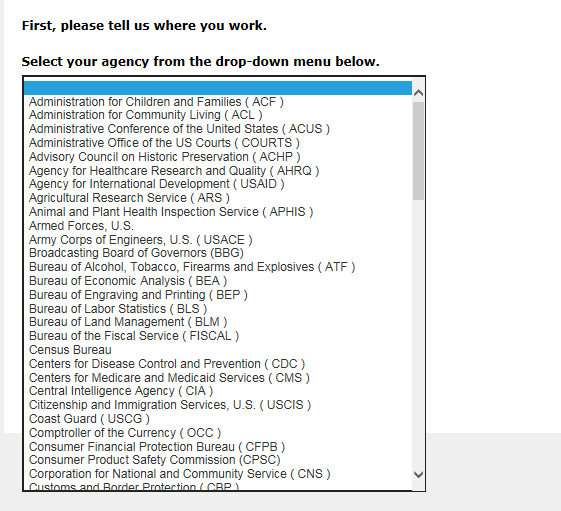 First, please tell us where you work.
Select your agency from the drop-down menu below.
Administration for Children and Families ( ACF )
Administration for Community Living ( ACL )
Administrative Conference of the United States ( ACUS )
Administrative Office of the US Courts ( COURTS )
Advisory Council on Historic Preservation ( ACHP )
Agency for Healthcare Research and Quality ( AHRQ )
Agency for International Development ( USAID )
Agricultural Research Service ( ARS )
Animal and Plant Health Inspection Service ( APHIS )
Armed Forces, U.S.
Army Corps of Engineers, U.S. ( USACE )
Broadcasting Board of Governors (BBG)
Bureau of Alcohol, Tobacco, Firearms and Explosives ( ATF )
Bureau of Economic Analysis ( BEA )
Bureau of Engraving and Printing ( BEP )
Bureau of Labor Statistics ( BLS )
Bureau of Land Management ( BLM )
Bureau of the Fiscal Service ( FISCAL )
Census Bureau
Centers for Disease Control and Prevention ( CDC )
Centers for Medicare and Medicaid Services ( CMS )
Central Intelligence Agency ( CIA )
Citizenship and Immigration Services, U.S. ( USCIS )
Coast Guard ( USCG )
Comptroller of the Currency ( OCC )
Consumer Financial Protection Bureau ( CFPB )
Consumer Product Safety Commission (CPSC)
Corporation for National and Community Service ( CNS )
Customs and Border Protection ( CBP )